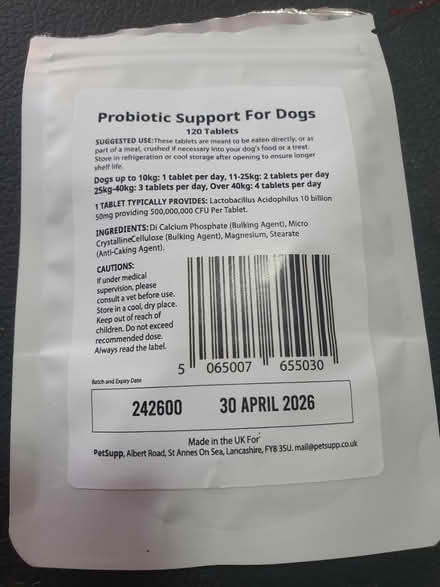 Probiotic Support For Dogs
120 Tablets
SUGGESTED USE:These tablets are meant to be eaten directly, or as
part of a meal, crushed if necessary into your dog's food or a treat.
Store in refrigeration or cool storage after opening to ensure longer
shelf life.
Dogs up to 10kg: 1 tablet per day, 11-25kg: 2 tablets per day
25kg-40kg: 3 tablets per day, Over 40kg: 4 tablets per day
1 TABLET TYPICALLY PROVIDES: Lactobacillus Acidophilus 10 billion
50mg providing 500,000,000 CFU Per Tablet.
INGREDIENTS: Di Calcium Phosphate (Bulking Agent), Micro
CrystallineCellulose (Bulking Agent), Magnesium, Stearate
(Anti-Caking Agent).
CAUTIONS:
If under medical
supervision, please
consult a vet before use.
Store in a cool, dry place.
Keep out of reach of
children. Do not exceed
recommended dose.
Always read the label.
5 065007 655030
Batch and Expiry Date
242600 30 APRIL 2026
Made in the UK For
PetSupp, Albert Road, St Annes On Sea, Lancashire, FY8 3SU. mail@petsupp.co.uk